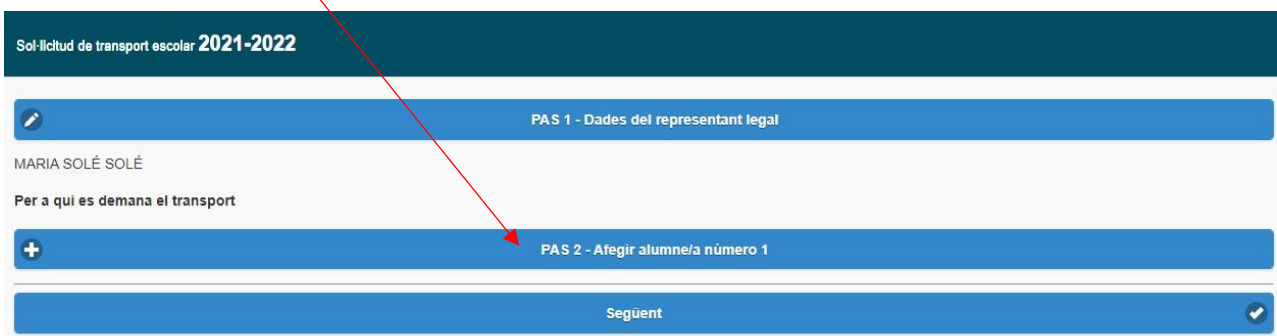 Sol·licitud de transport escolar 2021-2022
PAS 1 - Dades del representant legal
MARIA SOLÉ SOLÉ
Per a qui es demana el transport
PAS 2 - Afegir alumne/a número 1
Següent